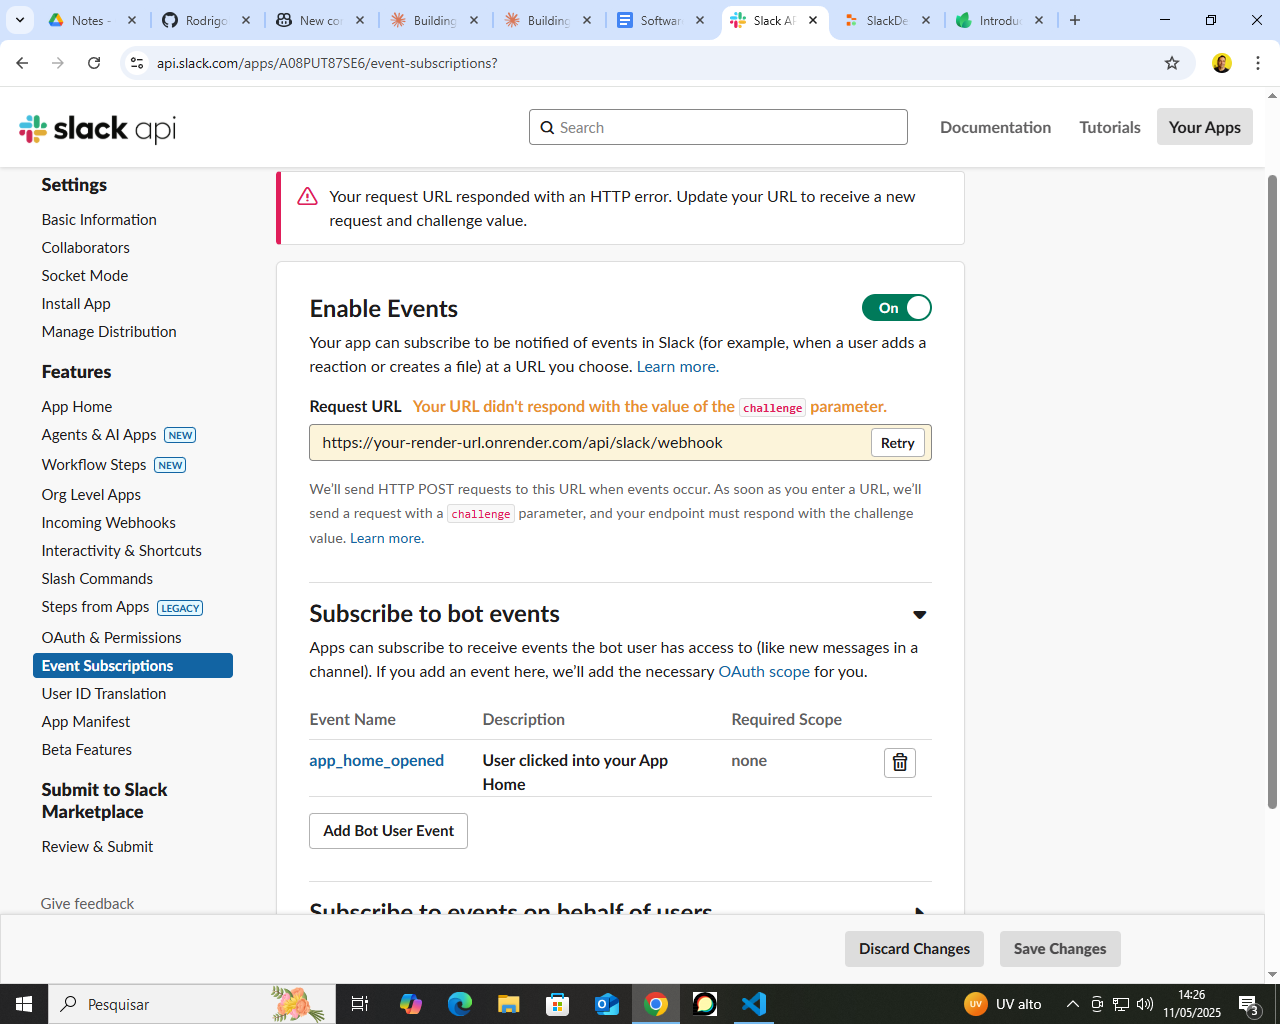 Notes -
Rodrigo
New co
Building
Building
Softwar
Slack AP
SlackDe
Introdu
api.slack.com/apps/A08PUT87SE6/event-subscriptions?
slack api
Search
Documentation
Tutorials
Your Apps
Settings
Basic Information
Collaborators
Socket Mode
Install App
Manage Distribution
Features
App Home
Agents & AI Apps NEW
Workflow Steps NEW
Org Level Apps
Incoming Webhooks
Interactivity & Shortcuts
Slash Commands
Steps from Apps LEGACY
OAuth & Permissions
Event Subscriptions
User ID Translation
App Manifest
Beta Features
Submit to Slack
Marketplace
Review & Submit
Give feedback
Your request URL responded with an HTTP error. Update your URL to receive a new
request and challenge value.
Enable Events
On
Your app can subscribe to be notified of events in Slack (for example, when a user adds a
reaction or creates a file) at a URL you choose. Learn more.
Request URL Your URL didn't respond with the value of the challenge parameter.
https://your-render-url.onrender.com/api/slack/webhook
Retry
We’ll send HTTP POST requests to this URL when events occur. As soon as you enter a URL, we’ll
send a request with a challenge parameter, and your endpoint must respond with the challenge
value. Learn more.
Subscribe to bot events
Apps can subscribe to receive events the bot user has access to (like new messages in a
channel). If you add an event here, we’ll add the necessary OAuth scope for you.
Event Name Description Required Scope
app_home_opened User clicked into your App none
Home
Add Bot User Event
Subscribe to events on behalf of users
Discard Changes
Save Changes
Pesquisar
UV
UV alto
14:26
11/05/2025
3